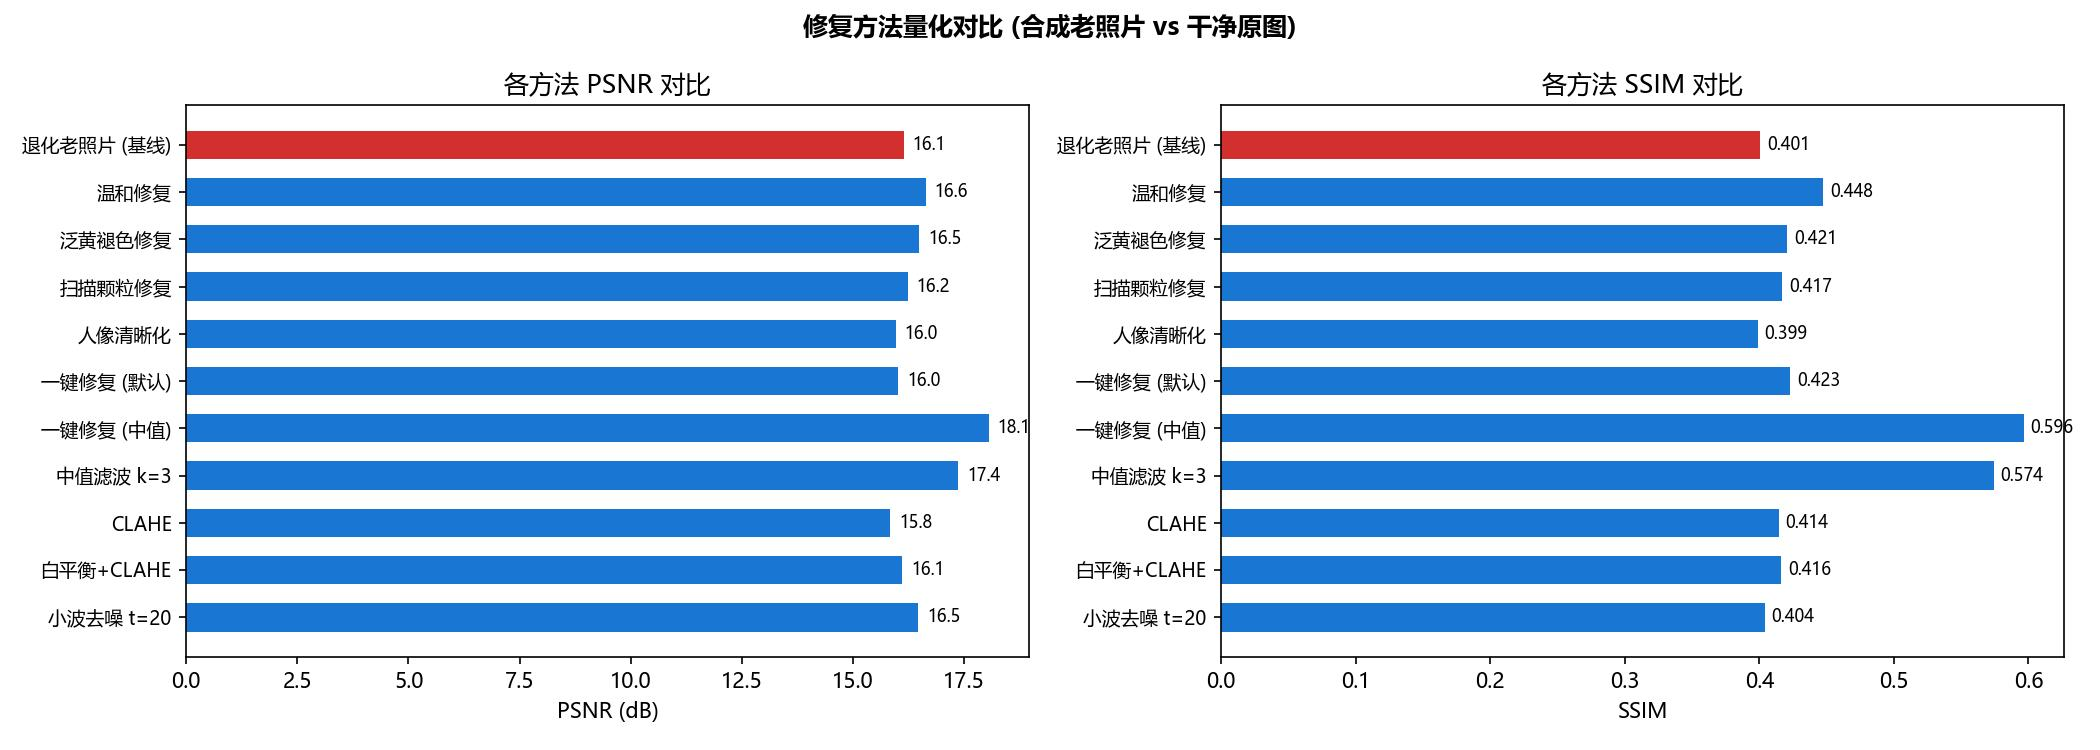 修复方法量化对比 (合成老照片 vs 干净原图)
各方法 PSNR 对比
退化老照片 (基线)
16.1
温和修复
16.6
泛黄褪色修复
16.5
扫描颗粒修复
16.2
人像清晰化
16.0
一键修复 (默认)
16.0
一键修复 (中值)
18.1
中值滤波 k=3
17.4
CLAHE
15.8
白平衡+CLAHE
16.1
小波去噪 t=20
16.5
0.0 2.5 5.0 7.5 10.0 12.5 15.0 17.5
PSNR (dB)
各方法 SSIM 对比
退化老照片 (基线)
0.401
温和修复
0.448
泛黄褪色修复
0.421
扫描颗粒修复
0.417
人像清晰化
0.399
一键修复 (默认)
0.423
一键修复 (中值)
0.596
中值滤波 k=3
0.574
CLAHE
0.414
白平衡+CLAHE
0.416
小波去噪 t=20
0.404
0.0 0.1 0.2 0.3 0.4 0.5 0.6
SSIM